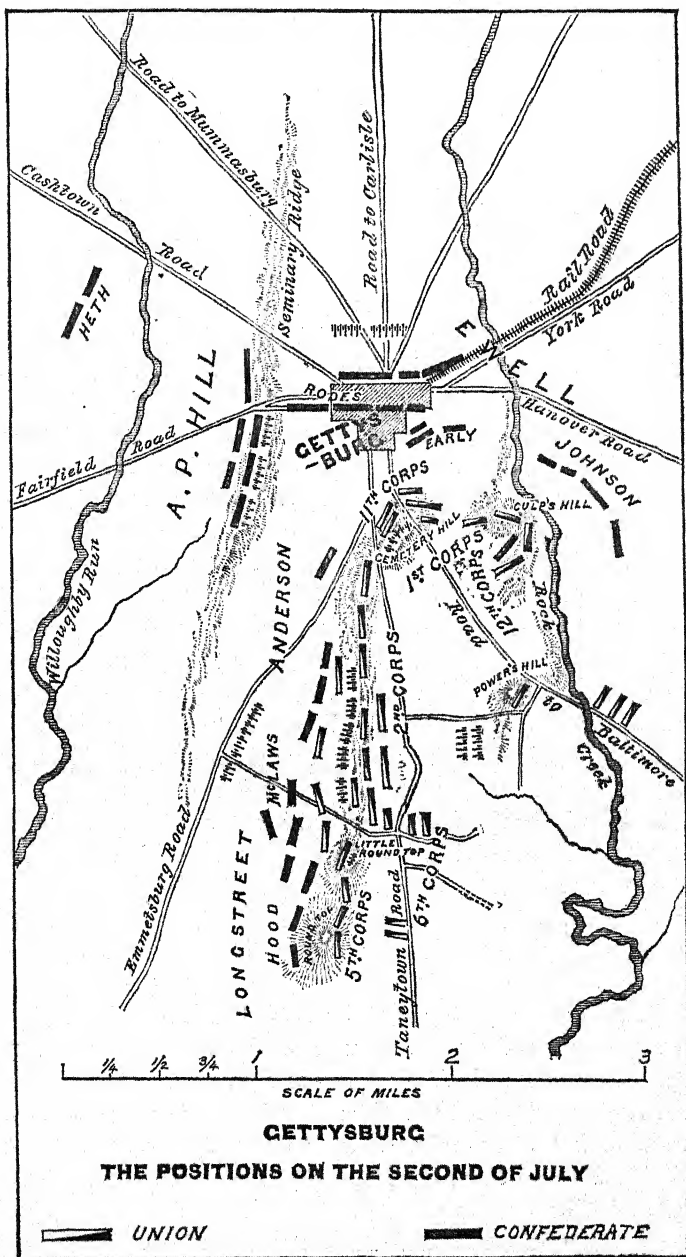 Road to Mummasburg
Road to Carlisle
Cashtown
Road
Seminary Ridge
Rail Road
York Road
HETH
EWELL
A. P. HILL
RODES
GETTYS
-BURG
EARLY
Hanover Road
JOHNSON
Fairfield Road
11TH CORPS
CEMETERY HILL
CULP'S HILL
1ST CORPS
12TH CORPS
Rock
Creek
Willoughby Run
ANDERSON
2ND CORPS
Road
to
Baltimore
POWER'S HILL
McLAWS
LITTLE
ROUND TOP
Emmetsburg Road
LONGSTREET
HOOD
ROUND TOP
5TH CORPS
6TH CORPS
Taneytown Road
1/4 1/2 3/4 1 2 3
SCALE OF MILES
GETTYSBURG
THE POSITIONS ON THE SECOND OF JULY
UNION CONFEDERATE